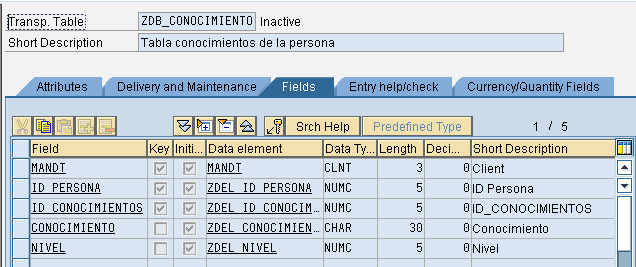 Transp. Table ZDB_CONOCIMIENTO Inactive
Short Description Tabla conocimientos de la persona
Attributes Delivery and Maintenance Fields Entry help/check Currency/Quantity Fields
Srch Help Predefined Type 1 / 5
Field Key Initi... Data element Data Ty... Length Deci... Short Description
MANDT MANDT CLNT 3 0 Client
ID_PERSONA ZDEL_ID_PERSONA NUMC 5 0 ID Persona
ID_CONOCIMIENTOS ZDEL_ID_CONOCIM... NUMC 5 0 ID_CONOCIMIENTOS
CONOCIMIENTO ZDEL_CONOCIMIEN... CHAR 30 0 Conocimiento
NIVEL ZDEL_NIVEL NUMC 5 0 Nivel